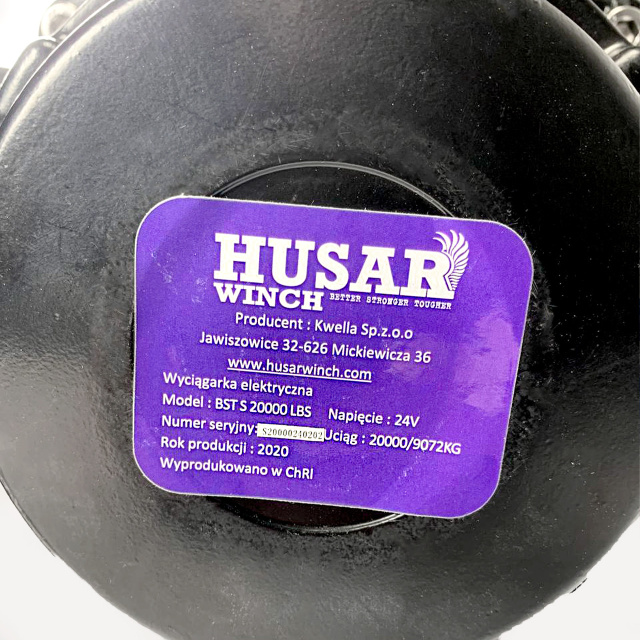 HUSAR
WINCH BETTER STRONGER TOUGHER
Producent : Kwella Sp.z.o.o
Jawiszowice 32-626 Mickiewicza 36
www.husarwinch.com
Wyciągarka elektryczna
Model : BST S 20000 LBS Napięcie : 24V
Numer seryjny: S20000240202 Uciąg : 20000/9072KG
Rok produkcji : 2020
Wyprodukowano w ChRl